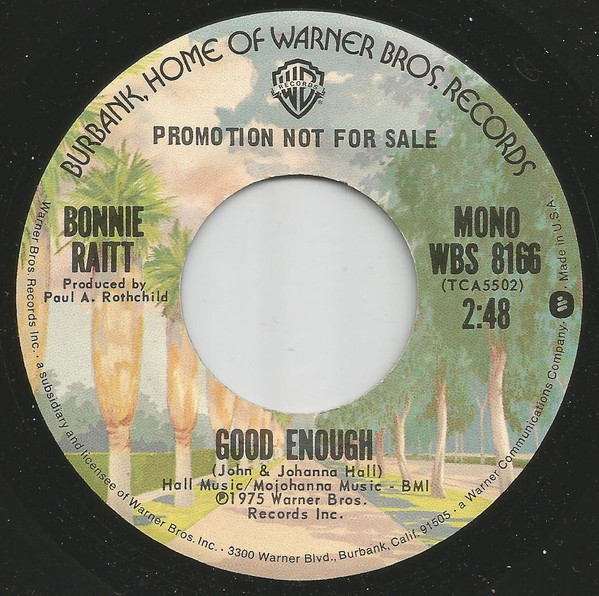 BURBANK, HOME OF WARNER BROS. RECORDS
WB
RECORDS
PROMOTION NOT FOR SALE
BONNIE
RAITT
Produced by
Paul A. Rothchild
MONO
WBS 8166
(TCA5502)
2:48
GOOD ENOUGH
(John & Johanna Hall)
Hall Music/Mojohanna Music - BMI
℗1975 Warner Bros.
Records Inc.
Warner Bros. Records Inc. · a subsidiary and licensee of Warner Bros. Inc. · 3300 Warner Blvd., Burbank, Calif. 91505 · a Warner Communications Company. · Made in U.S.A.